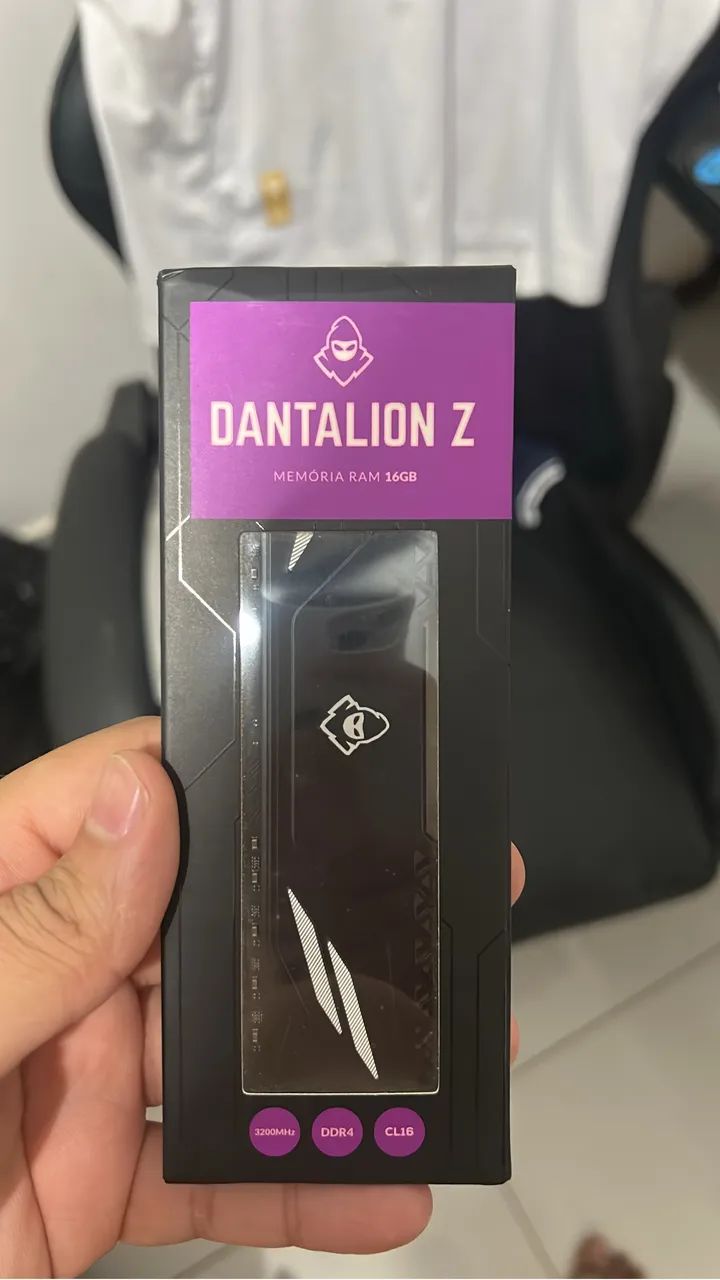 DANTALION Z
MEMÓRIA RAM 16GB
3200MHz DDR4 CL16